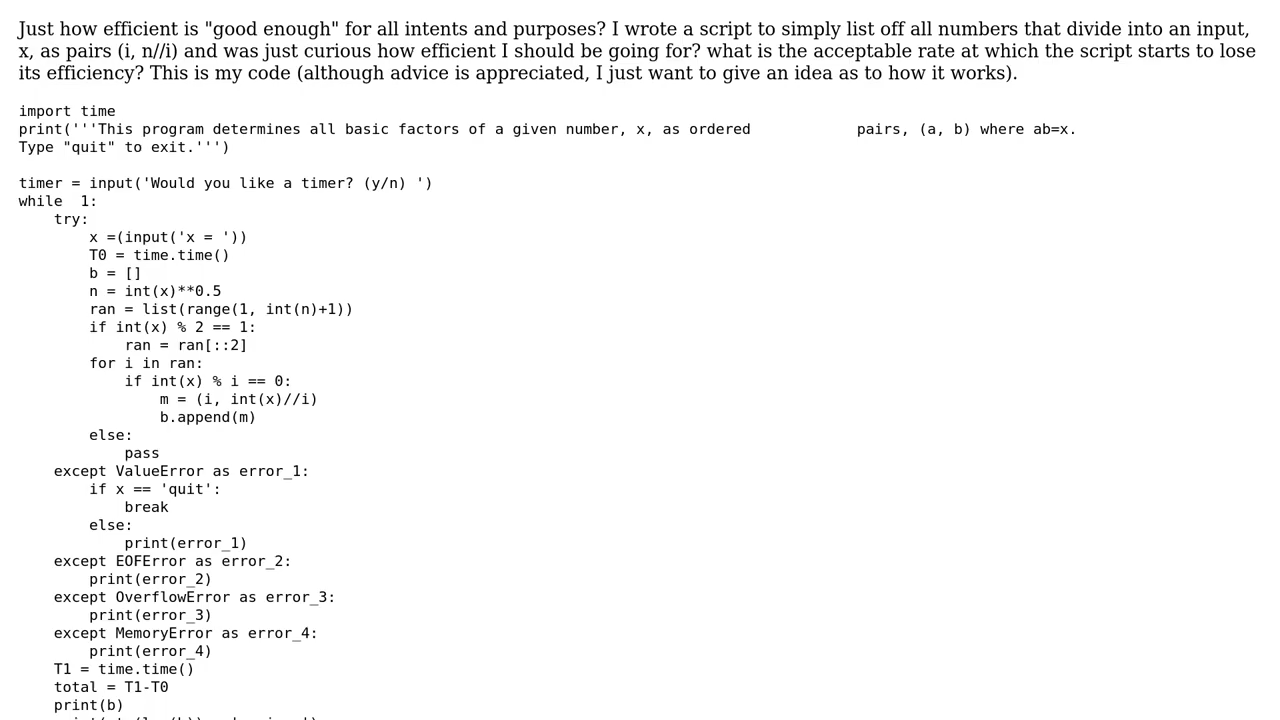 Just how efficient is "good enough" for all intents and purposes? I wrote a script to simply list off all numbers that divide into an input,
x, as pairs (i, n//i) and was just curious how efficient I should be going for? what is the acceptable rate at which the script starts to lose
its efficiency? This is my code (although advice is appreciated, I just want to give an idea as to how it works).
import time
print('''This program determines all basic factors of a given number, x, as ordered            pairs, (a, b) where ab=x.
Type "quit" to exit.''')
timer = input('Would you like a timer? (y/n) ')
while  1:
    try:
        x =(input('x = '))
        T0 = time.time()
        b = []
        n = int(x)**0.5
        ran = list(range(1, int(n)+1))
        if int(x) % 2 == 1:
            ran = ran[::2]
        for i in ran:
            if int(x) % i == 0:
                m = (i, int(x)//i)
                b.append(m)
        else:
            pass
    except ValueError as error_1:
        if x == 'quit':
            break
        else:
            print(error_1)
    except EOFError as error_2:
        print(error_2)
    except OverflowError as error_3:
        print(error_3)
    except MemoryError as error_4:
        print(error_4)
    T1 = time.time()
    total = T1-T0
    print(b)